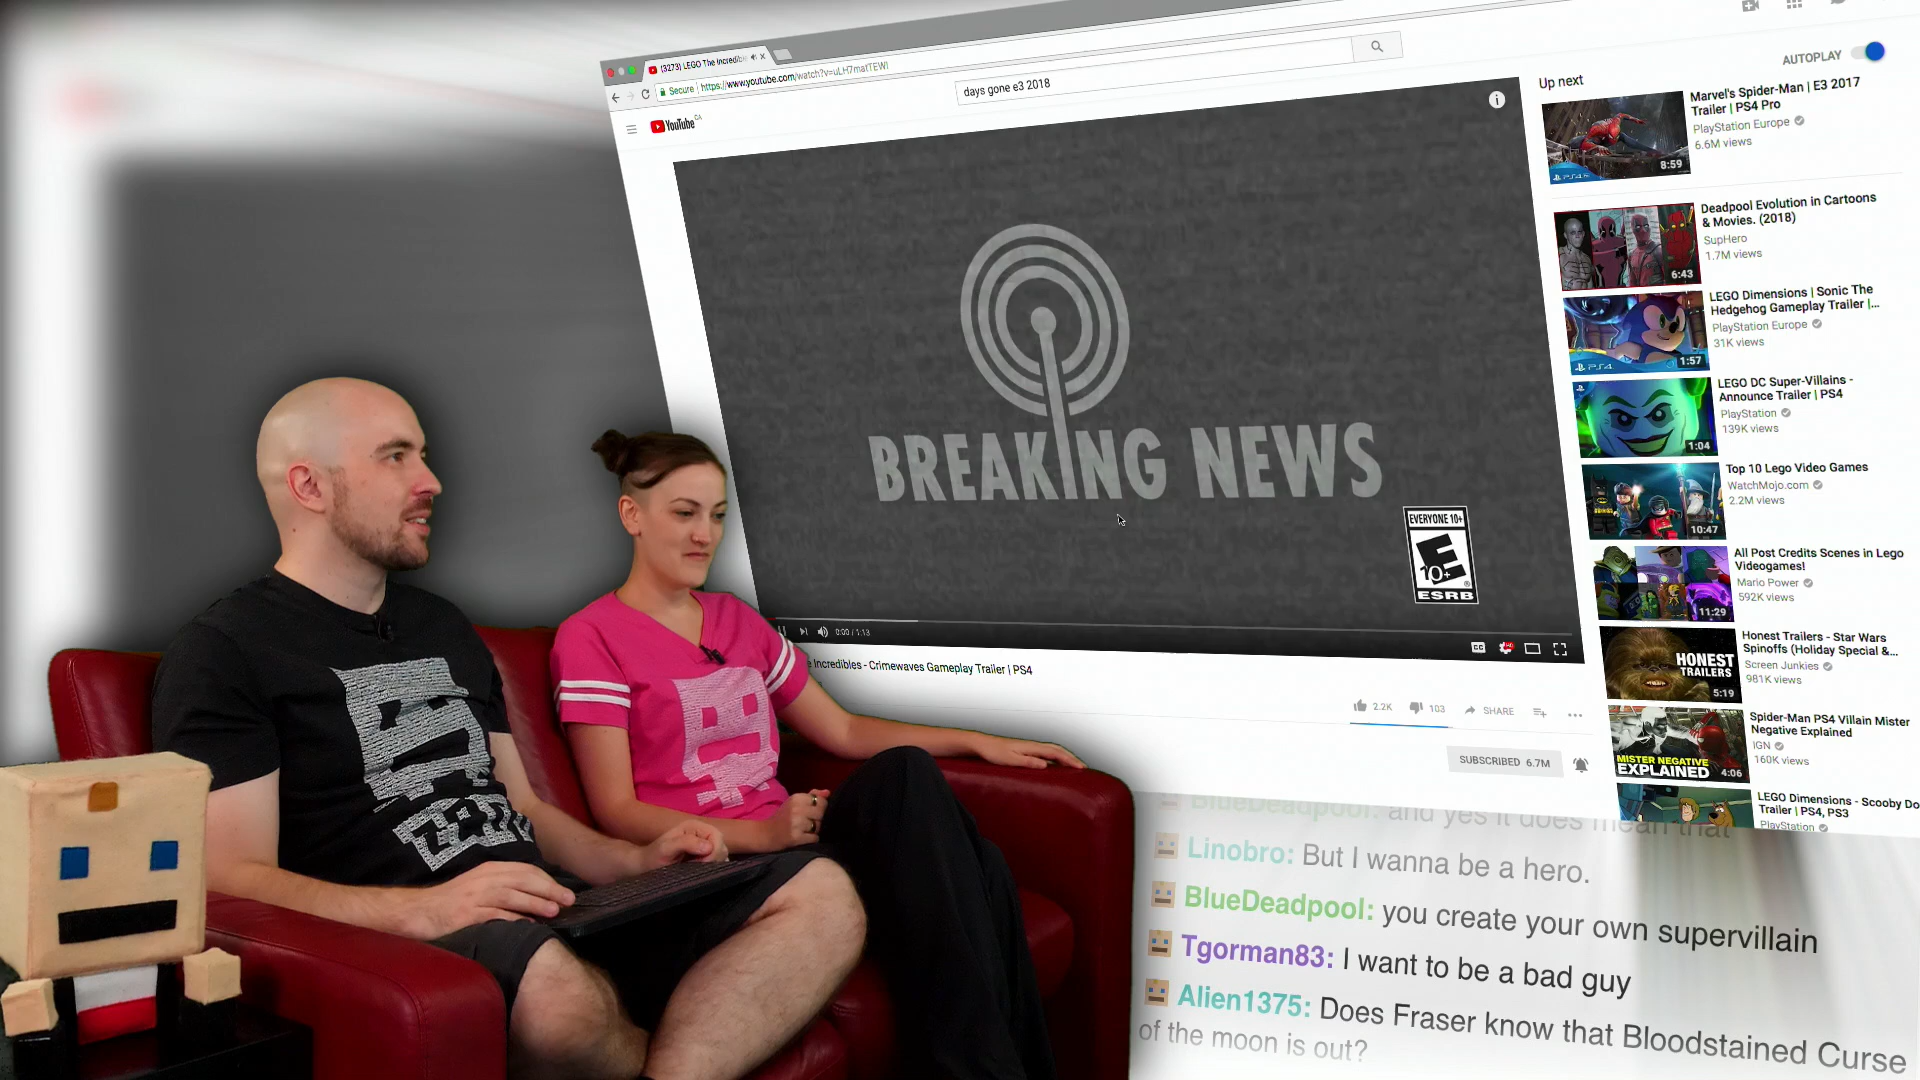 (3273) LEGO The Incredib
Secure | https://www.youtube.com/watch?v=uLH7matTEWI
YouTube CA
days gone e3 2018
AUTOPLAY
Up next
BREAKING NEWS
EVERYONE 10+
E
10+
ESRB
0:00 / 1:13
e Incredibles - Crimewaves Gameplay Trailer | PS4
2.2K
103
SHARE
SUBSCRIBED 6.7M
Marvel's Spider-Man | E3 2017
Trailer | PS4 Pro
PlayStation Europe
6.6M views
8:59
Deadpool Evolution in Cartoons
& Movies. (2018)
SupHero
1.7M views
6:43
LEGO Dimensions | Sonic The
Hedgehog Gameplay Trailer |...
PlayStation Europe
31K views
PS4
1:57
LEGO DC Super-Villains -
Announce Trailer | PS4
PlayStation
139K views
1:04
Top 10 Lego Video Games
WatchMojo.com
2.2M views
10:47
All Post Credits Scenes in Lego
Videogames!
Mario Power
592K views
11:29
Honest Trailers - Star Wars
Spinoffs (Holiday Special &...
Screen Junkies
981K views
HONEST
TRAILERS
5:19
Spider-Man PS4 Villain Mister
Negative Explained
IGN
160K views
MISTER NEGATIVE
EXPLAINED
4:06
LEGO Dimensions - Scooby Do
Trailer | PS4, PS3
PlayStation
BlueDeadpool: and yes it does mean that
Linobro: But I wanna be a hero.
BlueDeadpool: you create your own supervillain
Tgorman83: I want to be a bad guy
Alien1375: Does Fraser know that Bloodstained Curse
of the moon is out?